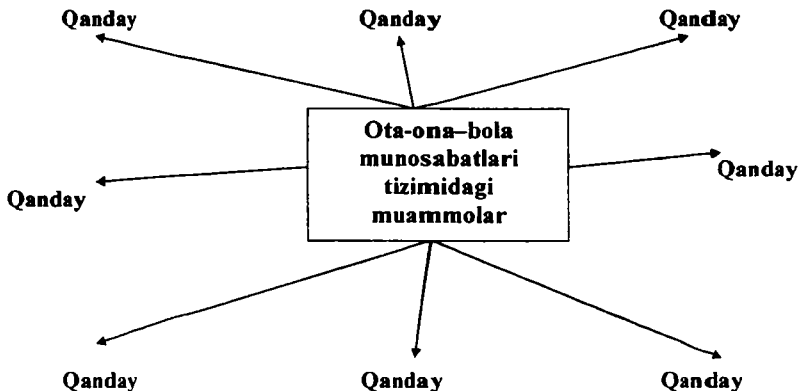 Qanday Qanday Qanday
Ota-ona–bola
munosabatlari
tizimidagi
muammolar
Qanday
Qanday
Qanday Qanday Qanday